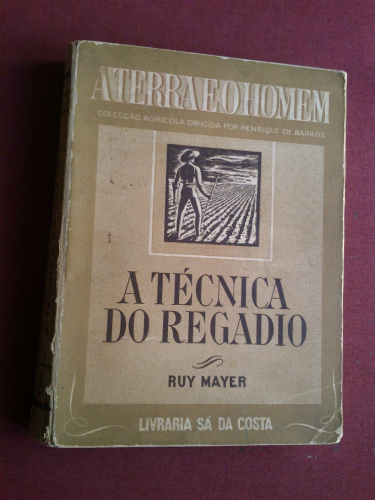 A TERRA E O HOMEM
COLECÇÃO AGRÍCOLA DIRIGIDA POR HENRIQUE DE BARROS
A TÉCNICA
DO REGADIO
RUY MAYER
LIVRARIA SÁ DA COSTA